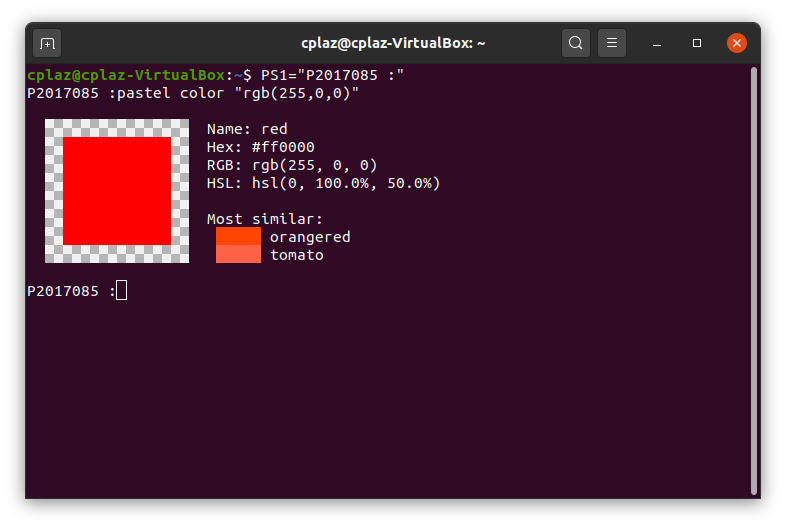 cplaz@cplaz-VirtualBox: ~
cplaz@cplaz-VirtualBox:~$ PS1="P2017085 :"
P2017085 :pastel color "rgb(255,0,0)"
Name: red
Hex: #ff0000
RGB: rgb(255, 0, 0)
HSL: hsl(0, 100.0%, 50.0%)
Most similar:
orangered
tomato
P2017085 :